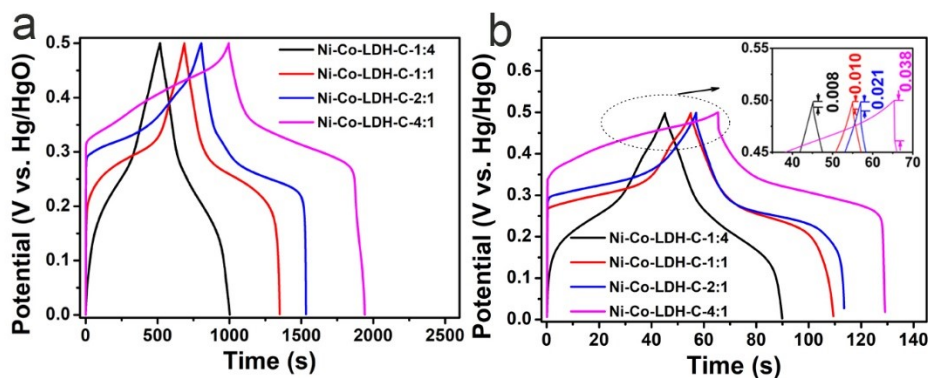 a
Potential (V vs. Hg/HgO)
0.5
0.4
0.3
0.2
0.1
0.0
Ni-Co-LDH-C-1:4
Ni-Co-LDH-C-1:1
Ni-Co-LDH-C-2:1
Ni-Co-LDH-C-4:1
0 500 1000 1500 2000 2500
Time (s)
b
Potential (V vs. Hg/HgO)
0.6
0.5
0.4
0.3
0.2
0.1
0.0
0.55
0.50
0.45
0.008
0.010
0.021
0.038
40 50 60 70
Ni-Co-LDH-C-1:4
Ni-Co-LDH-C-1:1
Ni-Co-LDH-C-2:1
Ni-Co-LDH-C-4:1
0 20 40 60 80 100 120 140
Time (s)